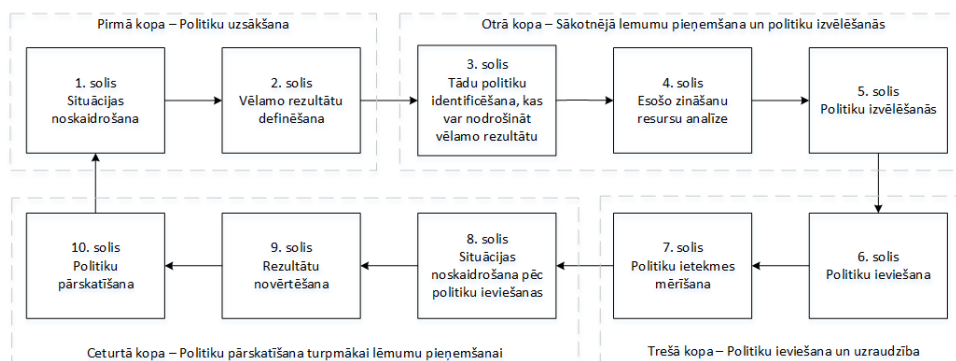 Pirmā kopa – Politiku uzsākšana
Otrā kopa – Sākotnējā lemumu pieņemšana un politiku izvēlēšanās
1. solis
Situācijas
noskaidrošana
2. solis
Vēlamo rezultātu
definēšana
3. solis
Tādu politiku
identificēšana, kas
var nodrošināt
vēlamo rezultātu
4. solis
Esošo zināšanu
resursu analīze
5. solis
Politiku izvēlēšanās
10. solis
Politiku
pārskatīšana
9. solis
Rezultātu
novērtēšana
8. solis
Situācijas
noskaidrošana pēc
politiku ieviešanas
7. solis
Politiku ietekmes
mērīšana
6. solis
Politiku ieviešana
Ceturtā kopa – Politiku pārskatīšana turpmākai lēmumu pieņemšanai
Trešā kopa – Politiku ieviešana un uzraudzība